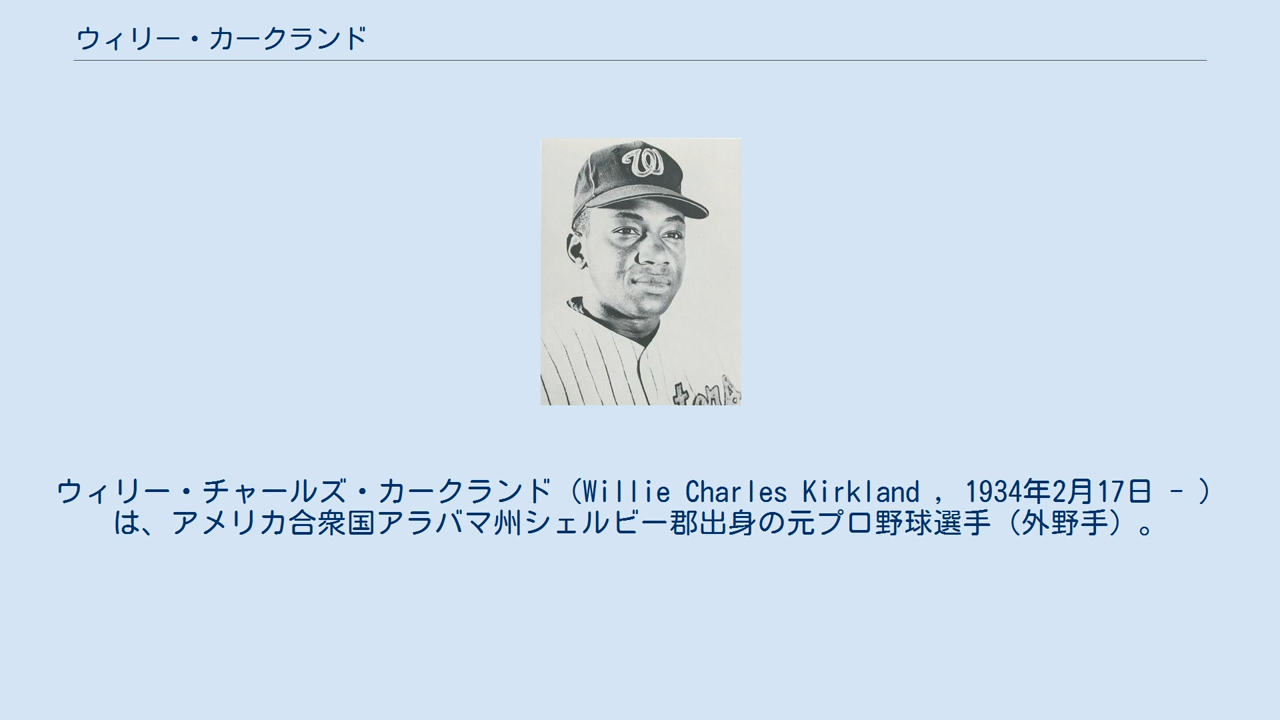 ウィリー・カークランド
W
tons
ウィリー・チャールズ・カークランド（Willie Charles Kirkland , 1934年2月17日 - ）
は、アメリカ合衆国アラバマ州シェルビー郡出身の元プロ野球選手（外野手）。